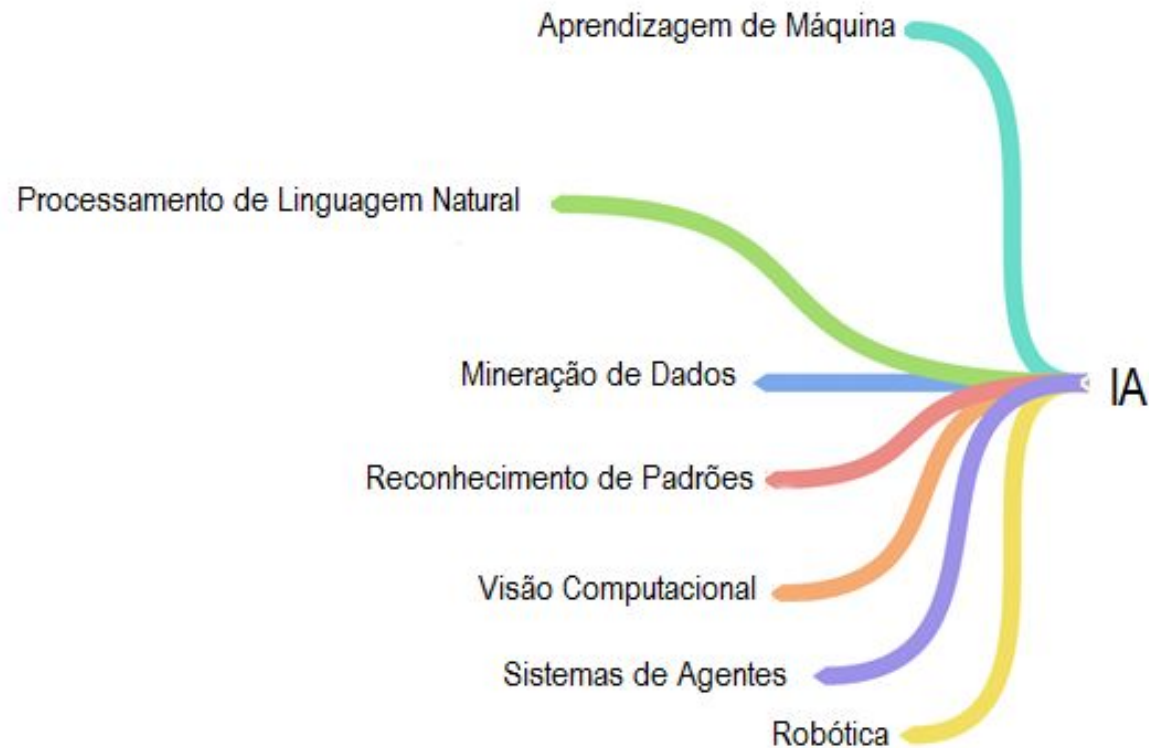 Aprendizagem de Máquina
Processamento de Linguagem Natural
Mineração de Dados
IA
Reconhecimento de Padrões
Visão Computacional
Sistemas de Agentes
Robótica